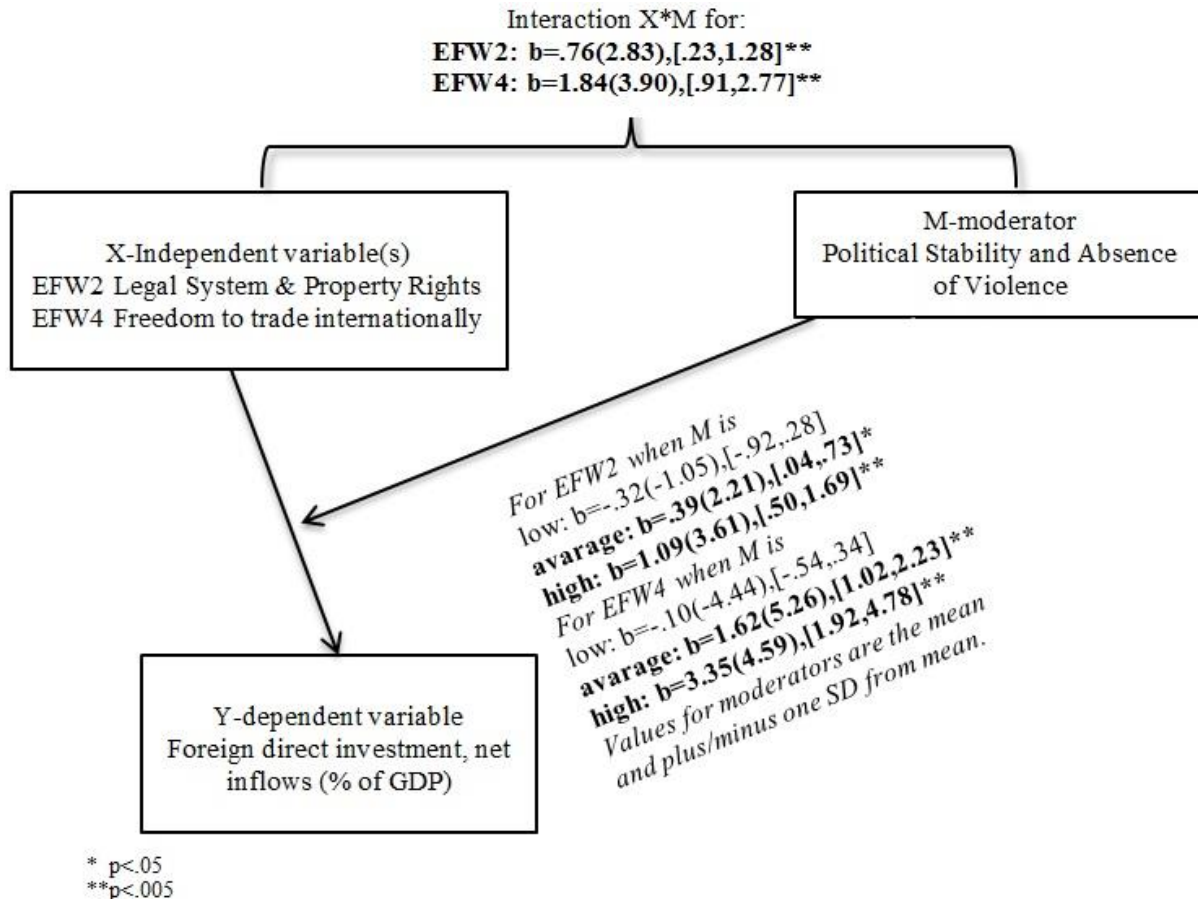 Interaction X*M for:
EFW2: b=.76(2.83),[.23,1.28]**
EFW4: b=1.84(3.90),[.91,2.77]**
X-Independent variable(s)
EFW2 Legal System & Property Rights
EFW4 Freedom to trade internationally
M-moderator
Political Stability and Absence
of Violence
For EFW2 when M is
low: b=-.32(-1.05),[-.92,.28]
avarage: b=.39(2.21),[.04,.73]*
high: b=1.09(3.61),[.50,1.69]**
For EFW4 when M is
low: b=-.10(-4.44),[-.54,.34]
avarage: b=1.62(5.26),[1.02,2.23]**
high: b=3.35(4.59),[1.92,4.78]**
Values for moderators are the mean
and plus/minus one SD from mean.
Y-dependent variable
Foreign direct investment, net
inflows (% of GDP)
* p<.05
**p<.005